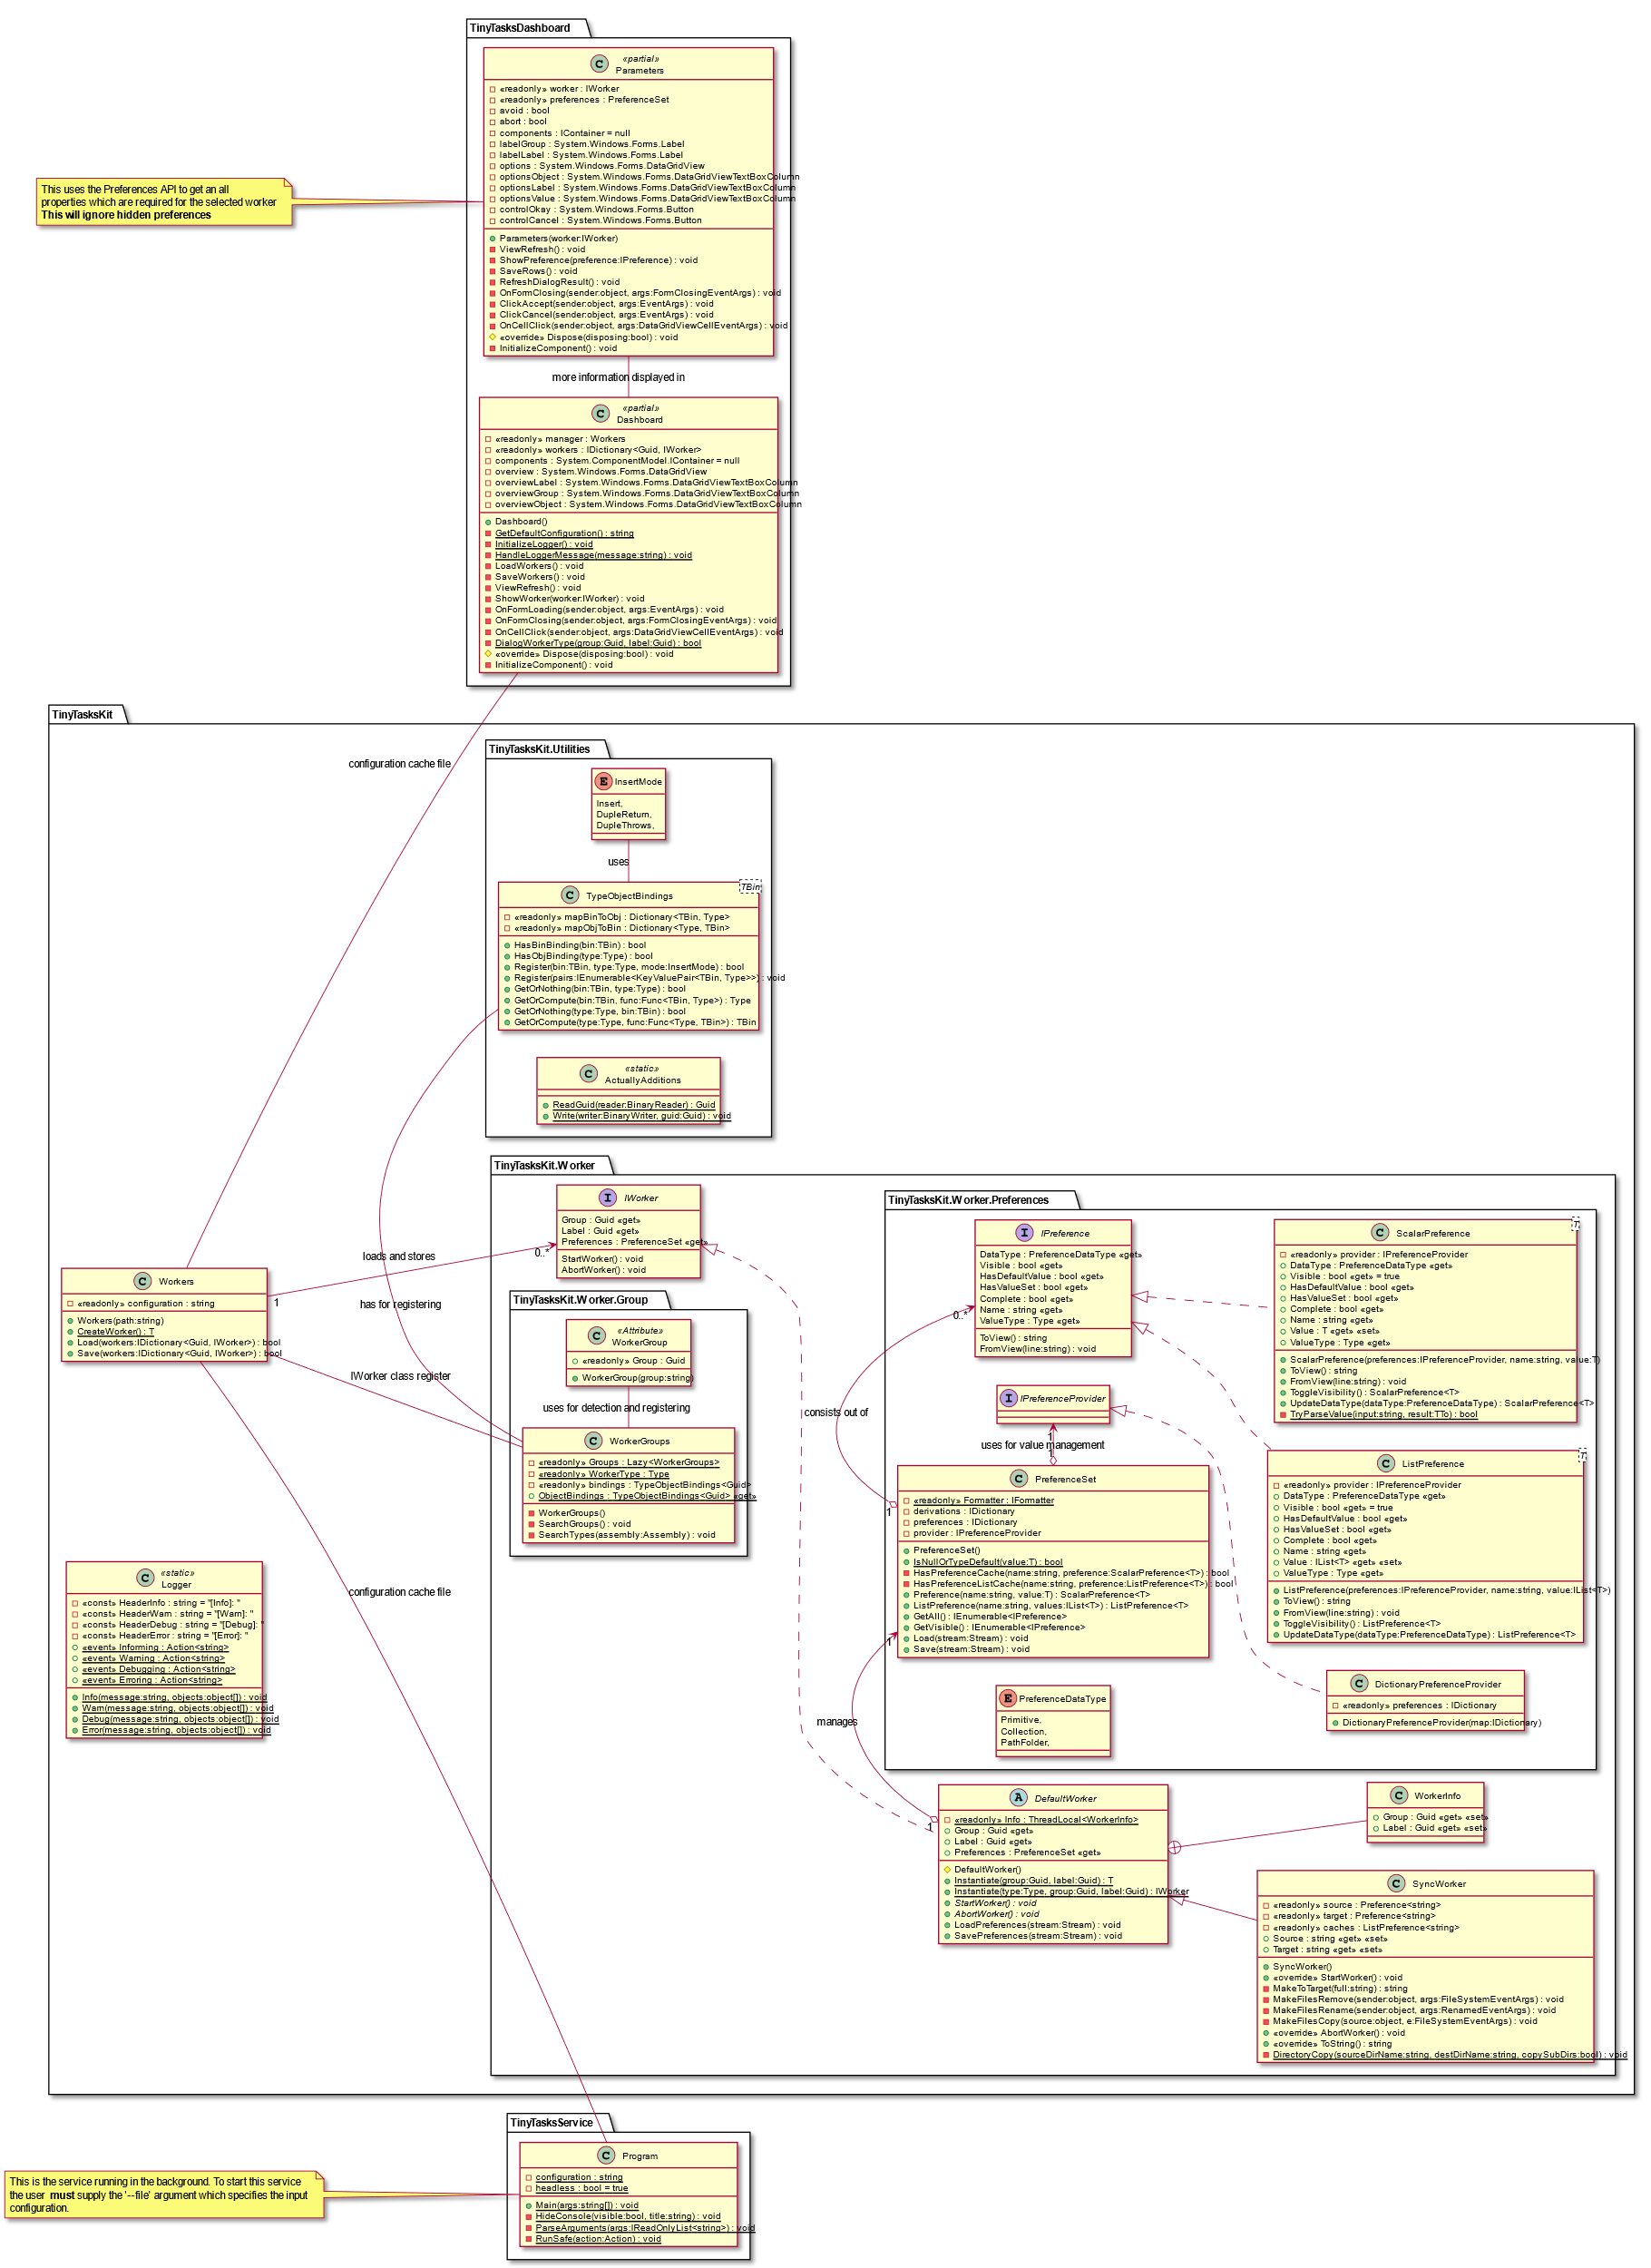 TinyTasksDashboard
C
«partial»
Parameters
«readonly» worker : IWorker
«readonly» preferences : PreferenceSet
avoid : bool
abort : bool
components : IContainer = null
labelGroup : System.Windows.Forms.Label
labelLabel : System.Windows.Forms.Label
options : System.Windows.Forms.DataGridView
optionsObject : System.Windows.Forms.DataGridViewTextBoxColumn
optionsLabel : System.Windows.Forms.DataGridViewTextBoxColumn
optionsValue : System.Windows.Forms.DataGridViewTextBoxColumn
controlOkay : System.Windows.Forms.Button
controlCancel : System.Windows.Forms.Button
Parameters(worker:IWorker)
ViewRefresh() : void
ShowPreference(preference:IPreference) : void
SaveRows() : void
RefreshDialogResult() : void
OnFormClosing(sender:object, args:FormClosingEventArgs) : void
ClickAccept(sender:object, args:EventArgs) : void
ClickCancel(sender:object, args:EventArgs) : void
OnCellClick(sender:object, args:DataGridViewCellEventArgs) : void
«override» Dispose(disposing:bool) : void
InitializeComponent() : void
This uses the Preferences API to get an all
properties which are required for the selected worker
This will ignore hidden preferences
more information displayed in
C
«partial»
Dashboard
«readonly» manager : Workers
«readonly» workers : IDictionary<Guid, IWorker>
components : System.ComponentModel.IContainer = null
overview : System.Windows.Forms.DataGridView
overviewLabel : System.Windows.Forms.DataGridViewTextBoxColumn
overviewGroup : System.Windows.Forms.DataGridViewTextBoxColumn
overviewObject : System.Windows.Forms.DataGridViewTextBoxColumn
Dashboard()
GetDefaultConfiguration() : string
InitializeLogger() : void
HandleLoggerMessage(message:string) : void
LoadWorkers() : void
SaveWorkers() : void
ViewRefresh() : void
ShowWorker(worker:IWorker) : void
OnFormLoading(sender:object, args:EventArgs) : void
OnFormClosing(sender:object, args:FormClosingEventArgs) : void
OnCellClick(sender:object, args:DataGridViewCellEventArgs) : void
DialogWorkerType(group:Guid, label:Guid) : bool
«override» Dispose(disposing:bool) : void
InitializeComponent() : void
TinyTasksKit
configuration cache file
TinyTasksKit.Utilities
E
InsertMode
Insert,
DupleReturn,
DupleThrows,
uses
C
TypeObjectBindings
TBin
«readonly» mapBinToObj : Dictionary<TBin, Type>
«readonly» mapObjToBin : Dictionary<Type, TBin>
HasBinBinding(bin:TBin) : bool
HasObjBinding(type:Type) : bool
Register(bin:TBin, type:Type, mode:InsertMode) : bool
Register(pairs:IEnumerable<KeyValuePair<TBin, Type>>) : void
GetOrNothing(bin:TBin, type:Type) : bool
GetOrCompute(bin:TBin, func:Func<TBin, Type>) : Type
GetOrNothing(type:Type, bin:TBin) : bool
GetOrCompute(type:Type, func:Func<Type, TBin>) : TBin
C
«static»
ActuallyAdditions
ReadGuid(reader:BinaryReader) : Guid
Write(writer:BinaryWriter, guid:Guid) : void
TinyTasksKit.Worker
I
IWorker
Group : Guid «get»
Label : Guid «get»
Preferences : PreferenceSet «get»
StartWorker() : void
AbortWorker() : void
loads and stores
0..*
1
C
Workers
«readonly» configuration : string
Workers(path:string)
CreateWorker() : T
Load(workers:IDictionary<Guid, IWorker>) : bool
Save(workers:IDictionary<Guid, IWorker>) : bool
has for registering
IWorker class register
TinyTasksKit.Worker.Group
C
«Attribute»
WorkerGroup
«readonly» Group : Guid
WorkerGroup(group:string)
uses for detection and registering
C
WorkerGroups
«readonly» Groups : Lazy<WorkerGroups>
«readonly» WorkerType : Type
«readonly» bindings : TypeObjectBindings<Guid>
ObjectBindings : TypeObjectBindings<Guid> «get»
WorkerGroups()
SearchGroups() : void
SearchTypes(assembly:Assembly) : void
TinyTasksKit.Worker.Preferences
I
IPreference
DataType : PreferenceDataType «get»
Visible : bool «get»
HasDefaultValue : bool «get»
HasValueSet : bool «get»
Complete : bool «get»
Name : string «get»
ValueType : Type «get»
ToView() : string
FromView(line:string) : void
0..*
C
ScalarPreference
T
«readonly» provider : IPreferenceProvider
DataType : PreferenceDataType «get»
Visible : bool «get» = true
HasDefaultValue : bool «get»
HasValueSet : bool «get»
Complete : bool «get»
Name : string «get»
Value : T «get» «set»
ValueType : Type «get»
ScalarPreference(preferences:IPreferenceProvider, name:string, value:T)
ToView() : string
FromView(line:string) : void
ToggleVisibility() : ScalarPreference<T>
UpdateDataType(dataType:PreferenceDataType) : ScalarPreference<T>
TryParseValue(input:string, result:TTo) : bool
consists out of
I
IPreferenceProvider
1
uses for value management
1
C
PreferenceSet
«readonly» Formatter : IFormatter
derivations : IDictionary
preferences : IDictionary
provider : IPreferenceProvider
PreferenceSet()
IsNullOrTypeDefault(value:T) : bool
HasPreferenceCache(name:string, preference:ScalarPreference<T>) : bool
HasPreferenceListCache(name:string, preference:ListPreference<T>) : bool
Preference(name:string, value:T) : ScalarPreference<T>
ListPreference(name:string, values:IList<T>) : ListPreference<T>
GetAll() : IEnumerable<IPreference>
GetVisible() : IEnumerable<IPreference>
Load(stream:Stream) : void
Save(stream:Stream) : void
1
1
C
ListPreference
T
«readonly» provider : IPreferenceProvider
DataType : PreferenceDataType «get»
Visible : bool «get» = true
HasDefaultValue : bool «get»
HasValueSet : bool «get»
Complete : bool «get»
Name : string «get»
Value : IList<T> «get» «set»
ValueType : Type «get»
ListPreference(preferences:IPreferenceProvider, name:string, value:IList<T>)
ToView() : string
FromView(line:string) : void
ToggleVisibility() : ListPreference<T>
UpdateDataType(dataType:PreferenceDataType) : ListPreference<T>
C
DictionaryPreferenceProvider
«readonly» preferences : IDictionary
DictionaryPreferenceProvider(map:IDictionary)
E
PreferenceDataType
Primitive,
Collection,
PathFolder,
manages
C
«static»
Logger
«const» HeaderInfo : string = "[Info]: "
«const» HeaderWarn : string = "[Warn]: "
«const» HeaderDebug : string = "[Debug]: "
«const» HeaderError : string = "[Error]: "
«event» Informing : Action<string>
«event» Warning : Action<string>
«event» Debugging : Action<string>
«event» Erroring : Action<string>
Info(message:string, objects:object[]) : void
Warn(message:string, objects:object[]) : void
Debug(message:string, objects:object[]) : void
Error(message:string, objects:object[]) : void
configuration cache file
1
A
DefaultWorker
«readonly» Info : ThreadLocal<WorkerInfo>
Group : Guid «get»
Label : Guid «get»
Preferences : PreferenceSet «get»
DefaultWorker()
Instantiate(group:Guid, label:Guid) : T
Instantiate(type:Type, group:Guid, label:Guid) : IWorker
StartWorker() : void
AbortWorker() : void
LoadPreferences(stream:Stream) : void
SavePreferences(stream:Stream) : void
C
WorkerInfo
Group : Guid «get» «set»
Label : Guid «get» «set»
C
SyncWorker
«readonly» source : Preference<string>
«readonly» target : Preference<string>
«readonly» caches : ListPreference<string>
Source : string «get» «set»
Target : string «get» «set»
SyncWorker()
«override» StartWorker() : void
MakeToTarget(full:string) : string
MakeFilesRemove(sender:object, args:FileSystemEventArgs) : void
MakeFilesRename(sender:object, args:RenamedEventArgs) : void
MakeFilesCopy(source:object, e:FileSystemEventArgs) : void
«override» AbortWorker() : void
«override» ToString() : string
DirectoryCopy(sourceDirName:string, destDirName:string, copySubDirs:bool) : void
TinyTasksService
C
Program
configuration : string
headless : bool = true
Main(args:string[]) : void
HideConsole(visible:bool, title:string) : void
ParseArguments(args:IReadOnlyList<string>) : void
RunSafe(action:Action) : void
This is the service running in the background. To start this service
the user must supply the '--file' argument which specifies the input
configuration.